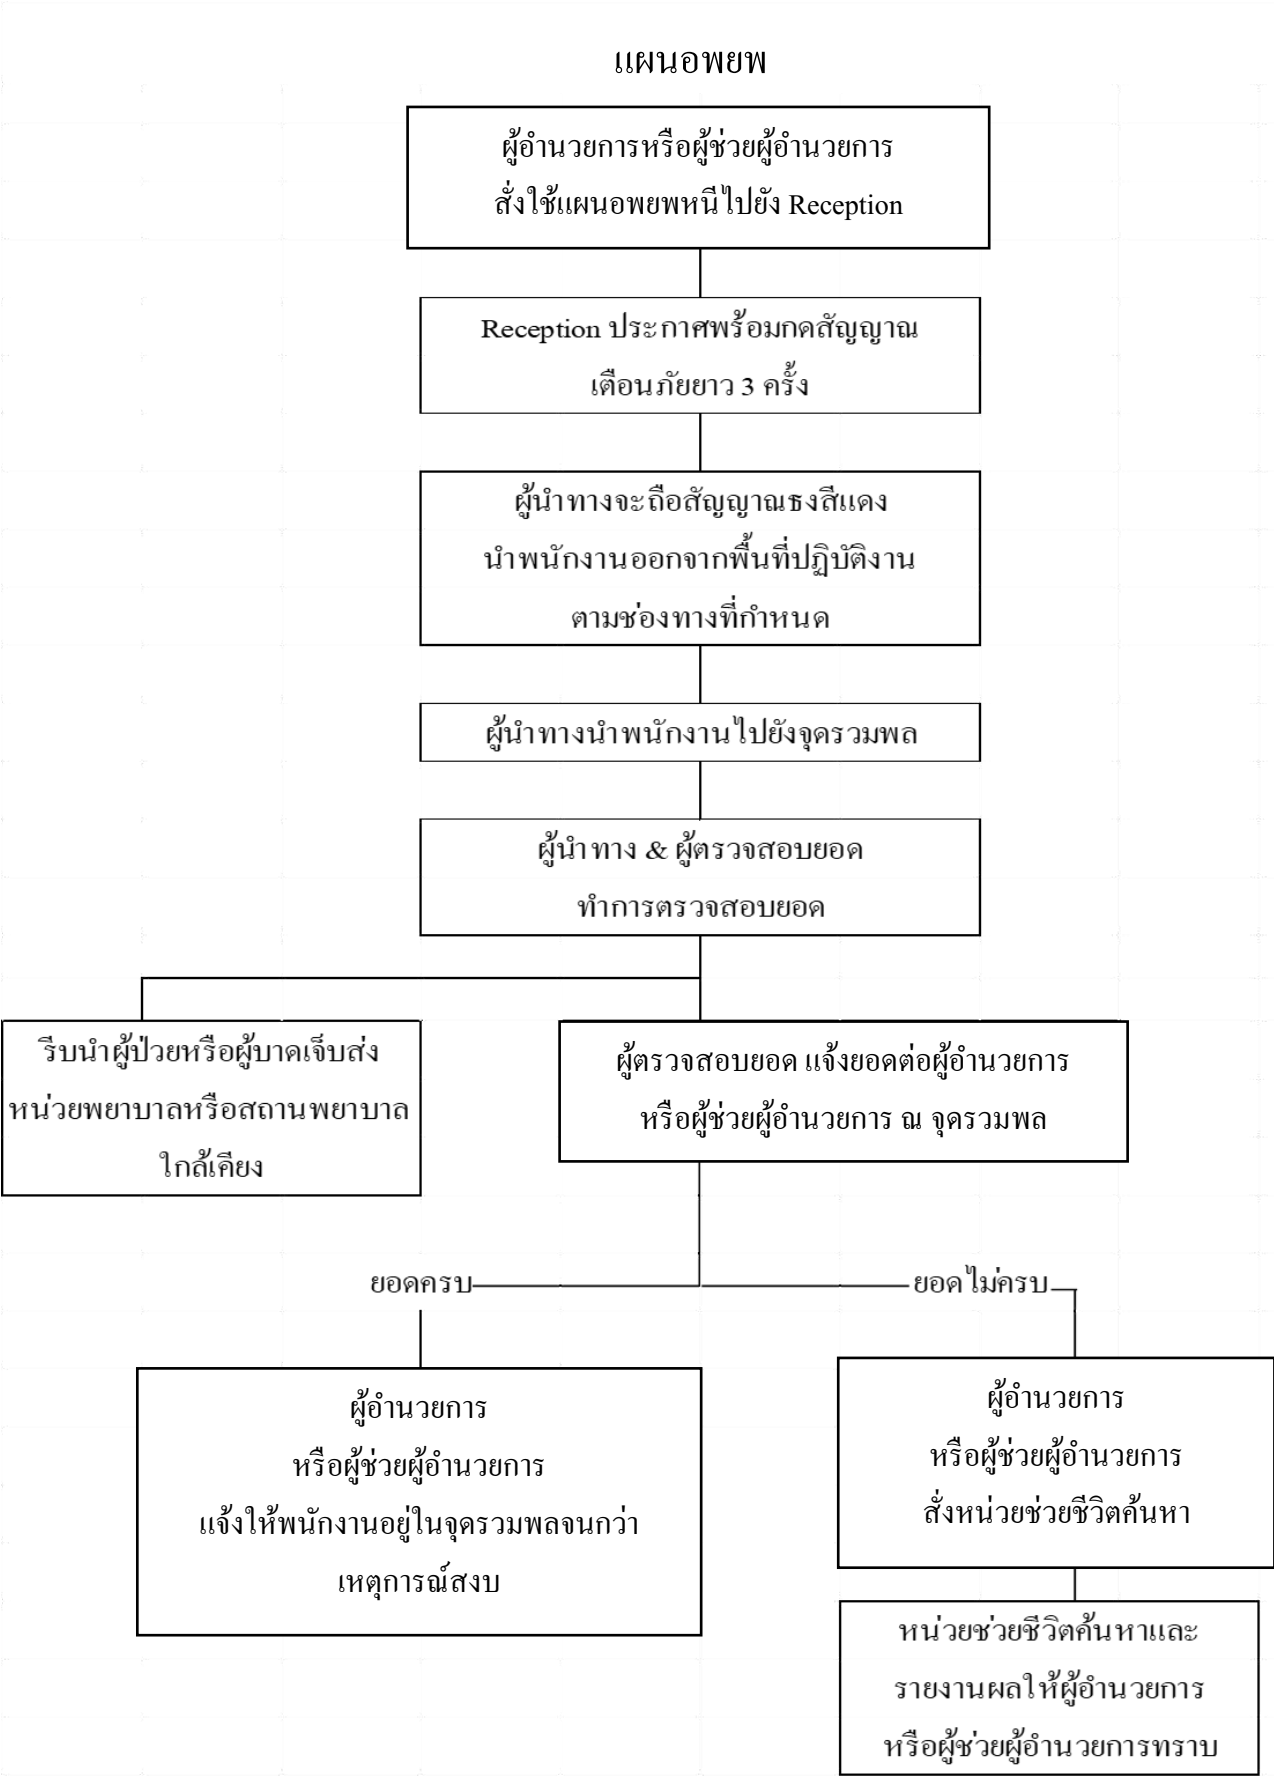 แผนอพยพ
ผู้อำนวยการหรือผู้ช่วยผู้อำนวยการ
สั่งใช้แผนอพยพหนีไปยัง Reception
Reception ประกาศพร้อมกดสัญญาณ
เตือนภัยยาว 3 ครั้ง
ผู้นำทางจะถือสัญญาณธงสีแดง
นำพนักงานออกจากพื้นที่ปฏิบัติงาน
ตามช่องทางที่กำหนด
ผู้นำทางนำพนักงานไปยังจุดรวมพล
ผู้นำทาง & ผู้ตรวจสอบยอด
ทำการตรวจสอบยอด
รีบนำผู้ป่วยหรือผู้บาดเจ็บส่ง
หน่วยพยาบาลหรือสถานพยาบาล
ใกล้เคียง
ผู้ตรวจสอบยอด แจ้งยอดต่อผู้อำนวยการ
หรือผู้ช่วยผู้อำนวยการ ณ จุดรวมพล
ยอดครบ
ยอดไม่ครบ
ผู้อำนวยการ
หรือผู้ช่วยผู้อำนวยการ
แจ้งให้พนักงานอยู่ในจุดรวมพลจนกว่า
เหตุการณ์สงบ
ผู้อำนวยการ
หรือผู้ช่วยผู้อำนวยการ
สั่งหน่วยช่วยชีวิตค้นหา
หน่วยช่วยชีวิตค้นหาและ
รายงานผลให้ผู้อำนวยการ
หรือผู้ช่วยผู้อำนวยการทราบ